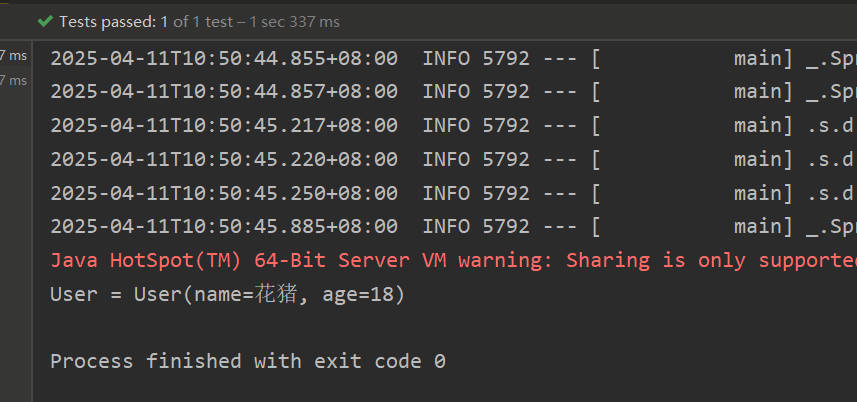 Tests passed: 1 of 1 test – 1 sec 337 ms
7 ms
7 ms
2025-04-11T10:50:44.855+08:00  INFO 5792 --- [           main] _.Spr
2025-04-11T10:50:44.857+08:00  INFO 5792 --- [           main] _.Spr
2025-04-11T10:50:45.217+08:00  INFO 5792 --- [           main] .s.d
2025-04-11T10:50:45.220+08:00  INFO 5792 --- [           main] .s.d
2025-04-11T10:50:45.250+08:00  INFO 5792 --- [           main] .s.d
2025-04-11T10:50:45.885+08:00  INFO 5792 --- [           main] _.Spr
Java HotSpot(TM) 64-Bit Server VM warning: Sharing is only supported
User = User(name=花猪, age=18)
Process finished with exit code 0